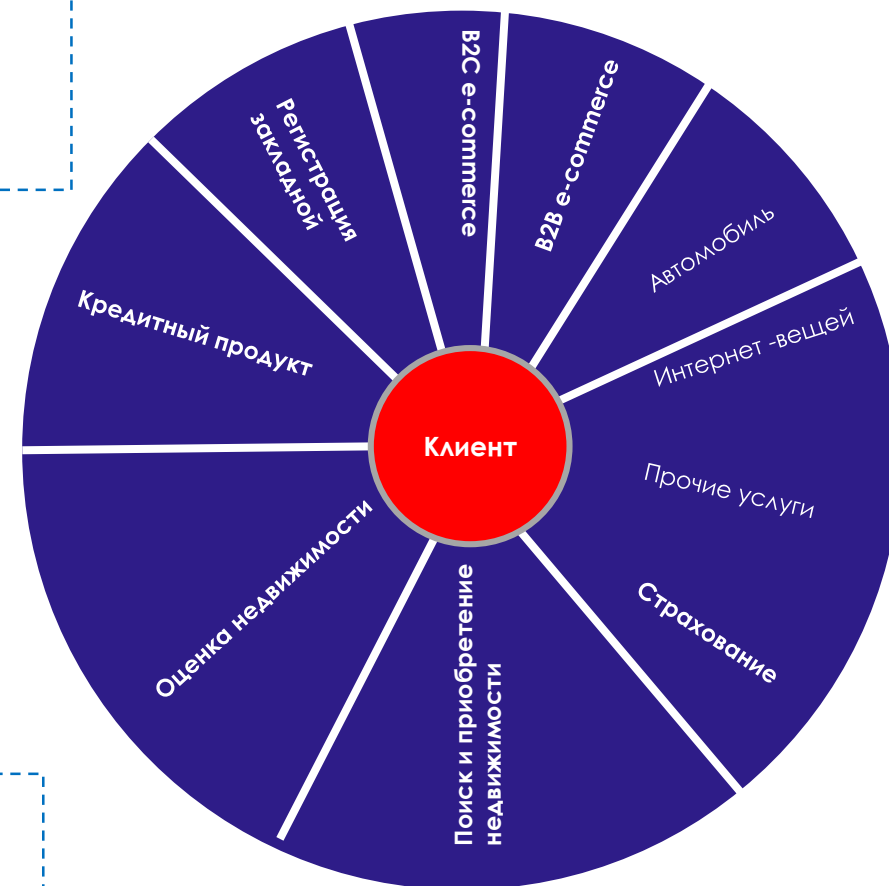 B2C e-commerce
B2B e-commerce
Автомобиль
Интернет -вещей
Прочие услуги
Страхование
Поиск и приобретение
недвижимости
Оценка недвижимости
Кредитный продукт
Регистрация
закладной
Клиент